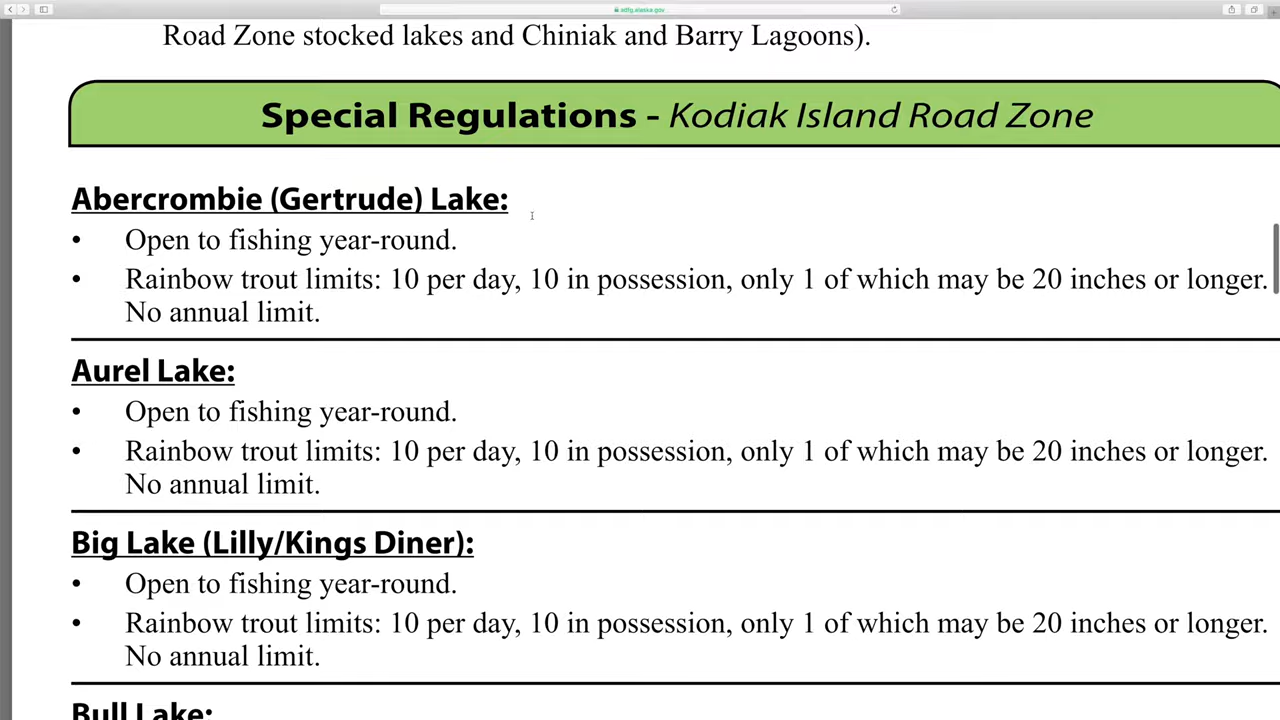 adfg.alaska.gov
Road Zone stocked lakes and Chiniak and Barry Lagoons).
Special Regulations - Kodiak Island Road Zone
Abercrombie (Gertrude) Lake:
• Open to fishing year-round.
• Rainbow trout limits: 10 per day, 10 in possession, only 1 of which may be 20 inches or longer.
No annual limit.
Aurel Lake:
• Open to fishing year-round.
• Rainbow trout limits: 10 per day, 10 in possession, only 1 of which may be 20 inches or longer.
No annual limit.
Big Lake (Lilly/Kings Diner):
• Open to fishing year-round.
• Rainbow trout limits: 10 per day, 10 in possession, only 1 of which may be 20 inches or longer.
No annual limit.
Bull Lake: